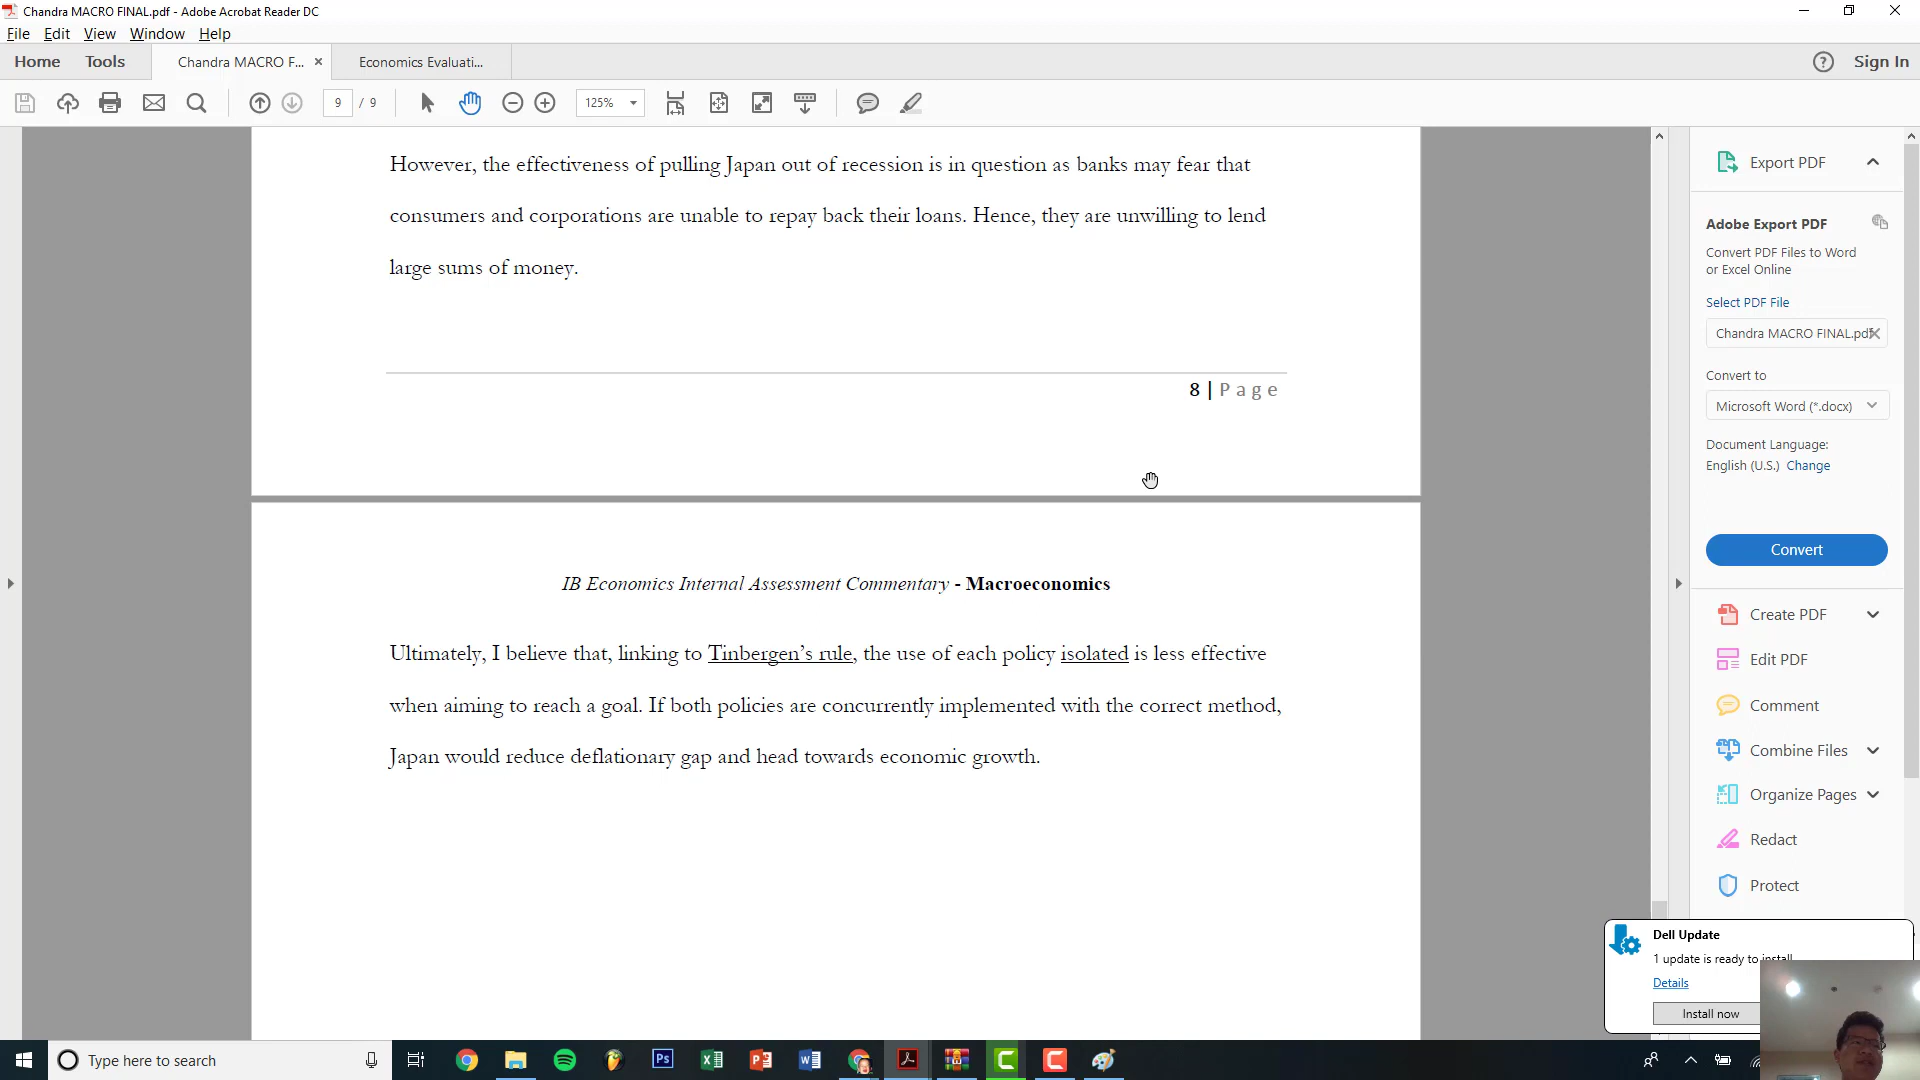 Chandra MACRO FINAL.pdf - Adobe Acrobat Reader DC
File Edit View Window Help
Home Tools Chandra MACRO F... × Economics Evaluati... Sign In
9 / 9 125%
However, the effectiveness of pulling Japan out of recession is in question as banks may fear that
consumers and corporations are unable to repay back their loans. Hence, they are unwilling to lend
large sums of money.
8 | Page
IB Economics Internal Assessment Commentary - Macroeconomics
Ultimately, I believe that, linking to Tinbergen’s rule, the use of each policy isolated is less effective
when aiming to reach a goal. If both policies are concurrently implemented with the correct method,
Japan would reduce deflationary gap and head towards economic growth.
Export PDF
Adobe Export PDF
Convert PDF Files to Word
or Excel Online
Select PDF File
Chandra MACRO FINAL.pdf
Convert to
Microsoft Word (*.docx)
Document Language:
English (U.S.) Change
Convert
Create PDF
Edit PDF
Comment
Combine Files
Organize Pages
Redact
Protect
Dell Update
1 update is ready to install
Details
Install now
Type here to search